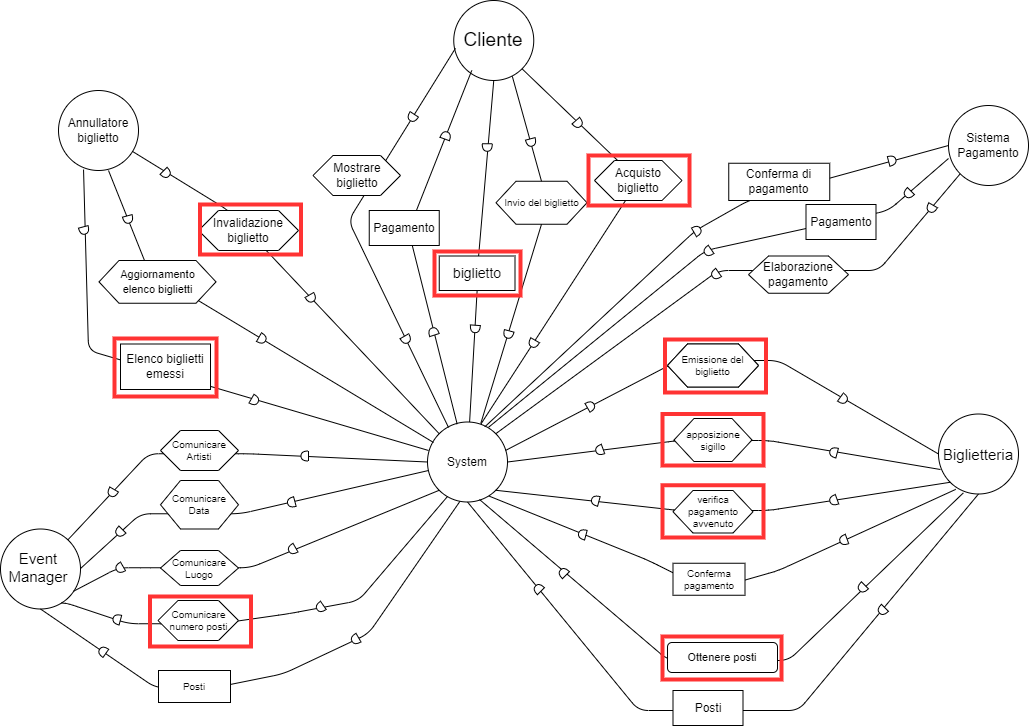 Cliente
Annullatore
biglietto
Sistema
Pagamento
Mostrare
biglietto
Acquisto
biglietto
Conferma di
pagamento
Invio del biglietto
Invalidazione
biglietto
Pagamento
Pagamento
biglietto
Aggiornamento
elenco biglietti
Elaborazione
pagamento
Elenco biglietti
emessi
Emissione del
biglietto
Comunicare
Artisti
System
apposizione
sigillo
Biglietteria
Comunicare
Data
verifica
pagamento
avvenuto
Event
Manager
Comunicare
Luogo
Conferma
pagamento
Comunicare
numero posti
Ottenere posti
Posti
Posti